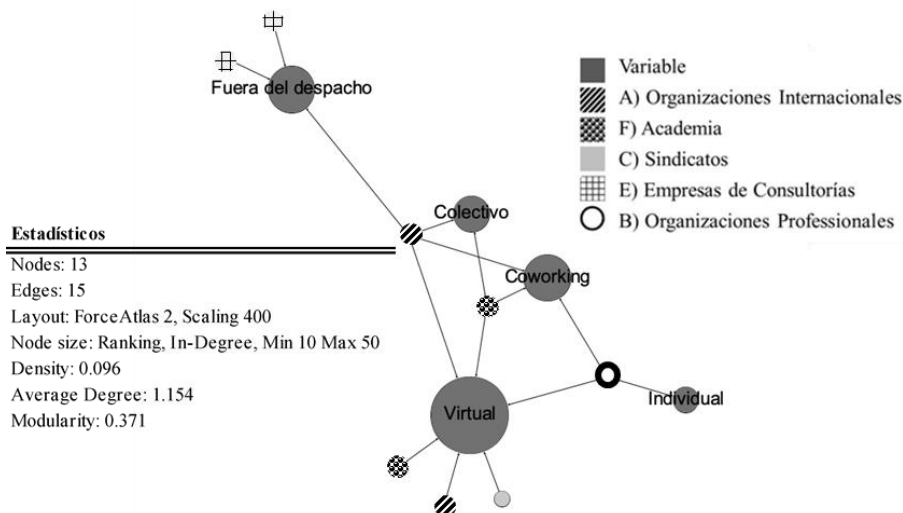 Fuera del despacho
Variable
A) Organizaciones Internacionales
F) Academia
C) Sindicatos
E) Empresas de Consultorías
B) Organizaciones Professionales
Colectivo
Coworking
Virtual
Individual
Estadísticos
Nodes: 13
Edges: 15
Layout: ForceAtlas 2, Scaling 400
Node size: Ranking, In-Degree, Min 10 Max 50
Density: 0.096
Average Degree: 1.154
Modularity: 0.371